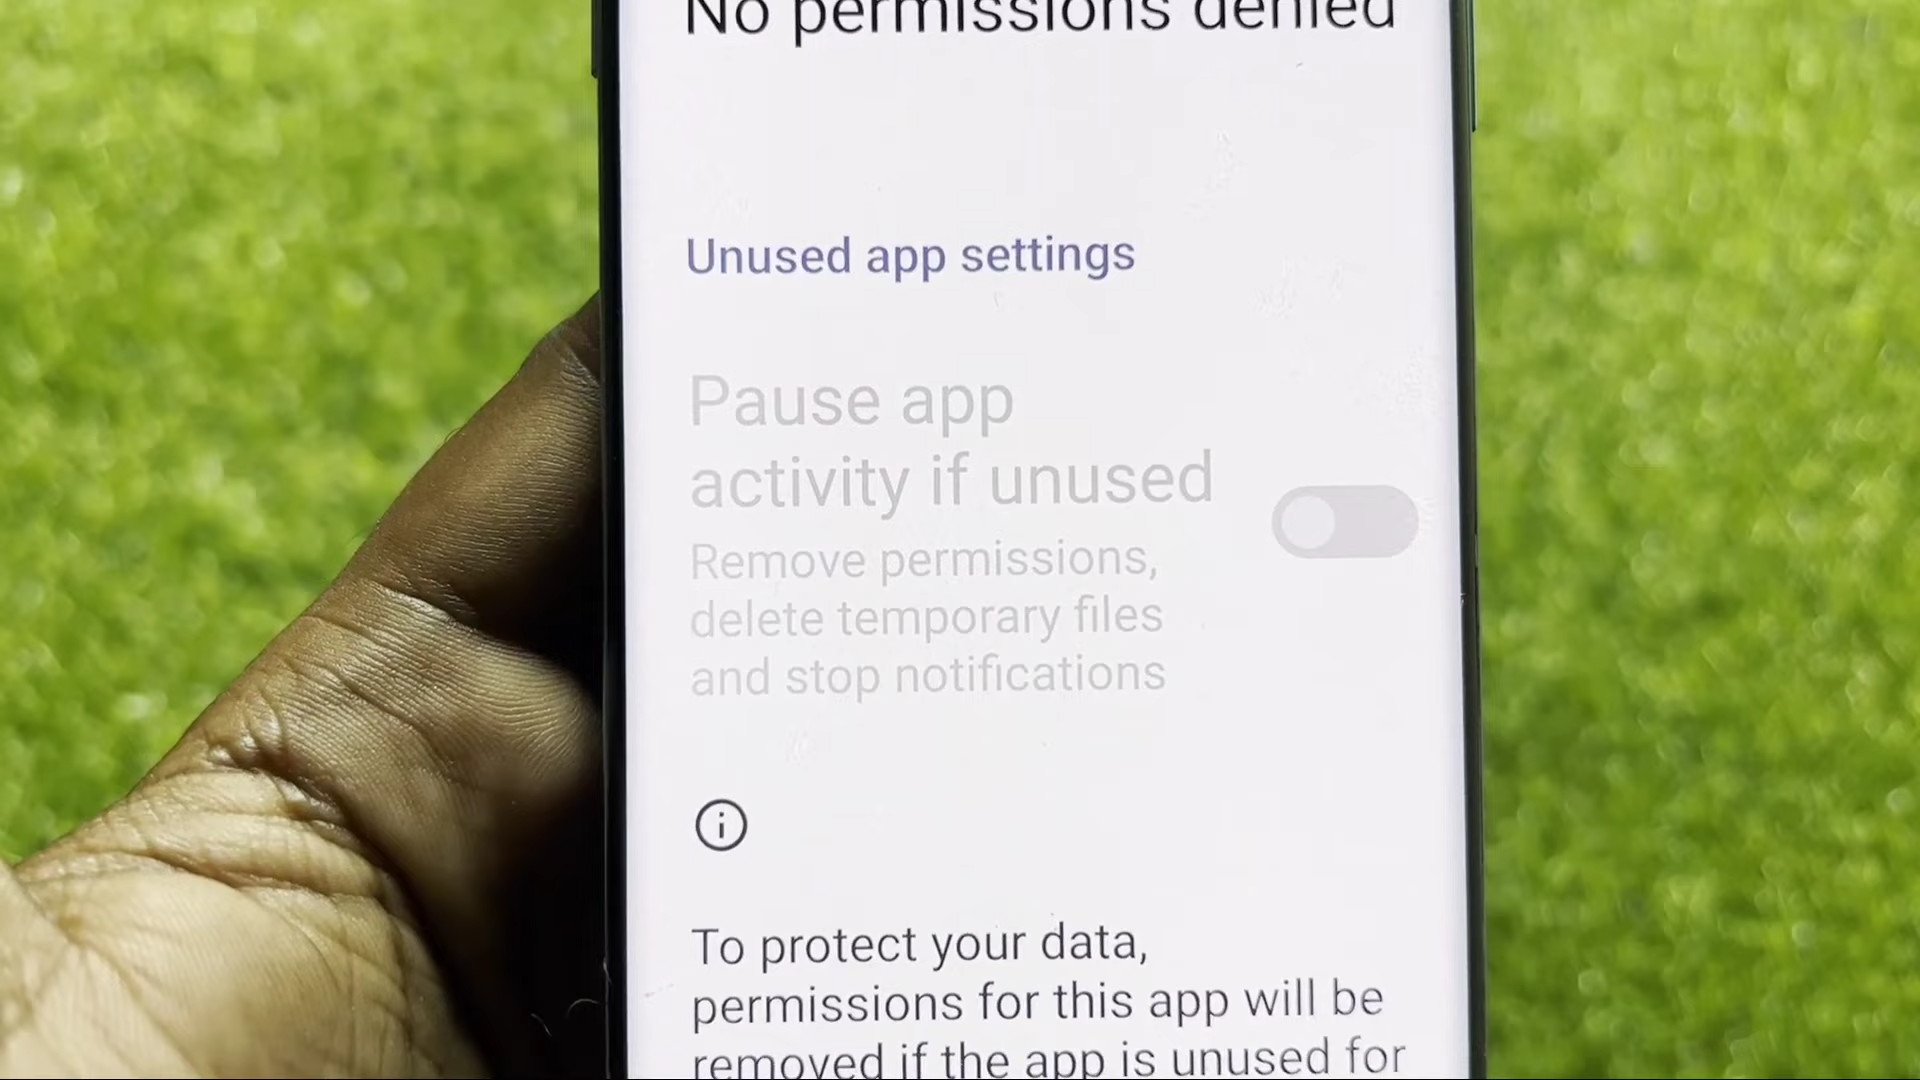 No permissions denied
Unused app settings
Pause app
activity if unused
Remove permissions,
delete temporary files
and stop notifications
To protect your data,
permissions for this app will be
removed if the app is unused for